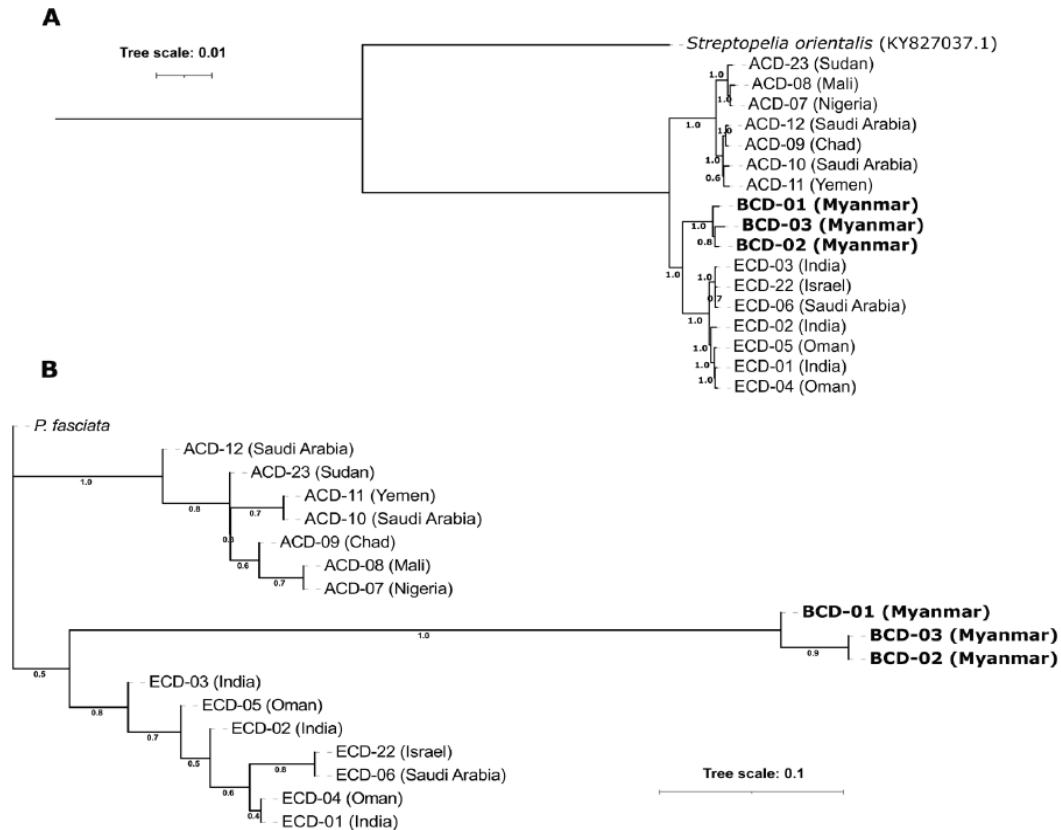 A
Tree scale: 0.01
Streptopelia orientalis (KY827037.1)
ACD-23 (Sudan)
1.0
ACD-08 (Mali)
1.0
ACD-07 (Nigeria)
1.0
ACD-12 (Saudi Arabia)
1.0
ACD-09 (Chad)
1.0
ACD-10 (Saudi Arabia)
0.6
ACD-11 (Yemen)
BCD-01 (Myanmar)
1.0
BCD-03 (Myanmar)
0.8
BCD-02 (Myanmar)
1.0
ECD-03 (India)
1.0
ECD-22 (Israel)
0.7
ECD-06 (Saudi Arabia)
1.0
ECD-02 (India)
1.0
ECD-05 (Oman)
1.0
ECD-01 (India)
1.0
ECD-04 (Oman)
B
P. fasciata
ACD-12 (Saudi Arabia)
1.0
ACD-23 (Sudan)
0.8
ACD-11 (Yemen)
0.7
ACD-10 (Saudi Arabia)
ACD-09 (Chad)
0.6
ACD-08 (Mali)
0.7
ACD-07 (Nigeria)
BCD-01 (Myanmar)
1.0
BCD-03 (Myanmar)
0.9
BCD-02 (Myanmar)
0.5
ECD-03 (India)
0.8
ECD-05 (Oman)
0.7
ECD-02 (India)
0.5
ECD-22 (Israel)
0.8
ECD-06 (Saudi Arabia)
0.6
ECD-04 (Oman)
0.4
ECD-01 (India)
Tree scale: 0.1